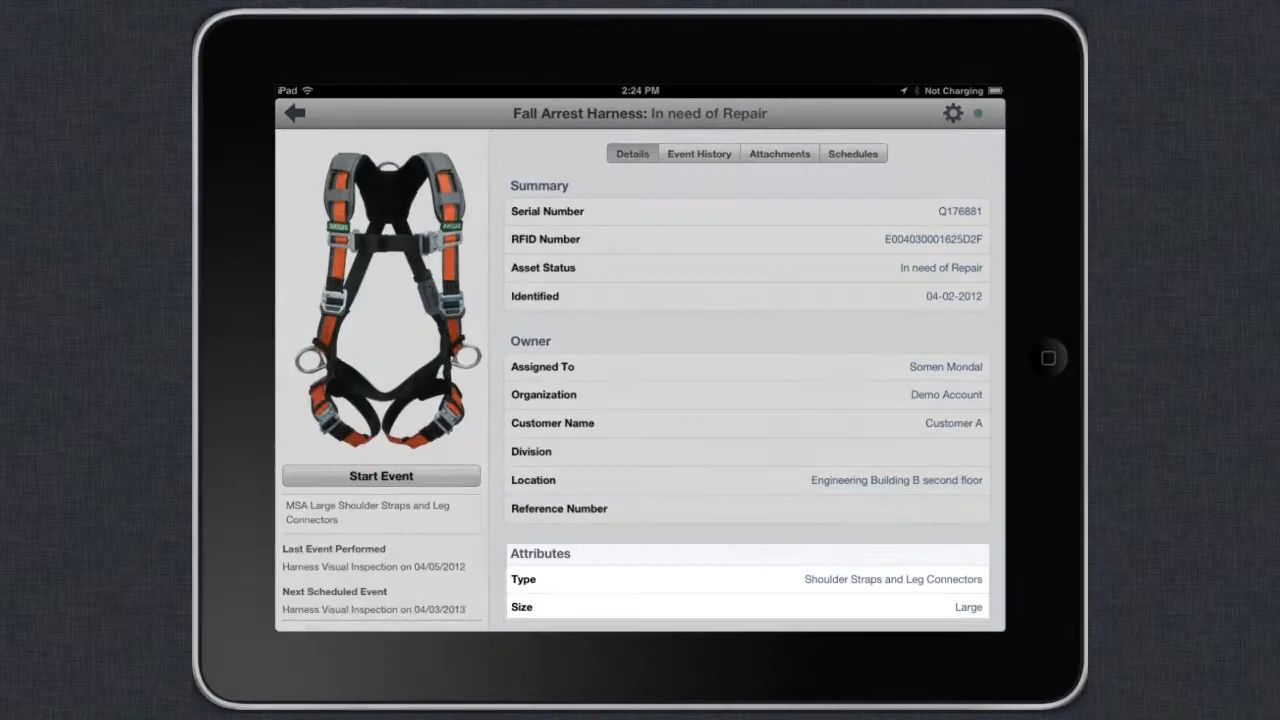 iPad 2:24 PM Not Charging
Fall Arrest Harness: In need of Repair
Details Event History Attachments Schedules
MSA MSA
Start Event
MSA Large Shoulder Straps and Leg
Connectors
Last Event Performed
Harness Visual Inspection on 04/05/2012
Next Scheduled Event
Harness Visual Inspection on 04/03/2013
Summary
Serial Number Q176881
RFID Number E004030001625D2F
Asset Status In need of Repair
Identified 04-02-2012
Owner
Assigned To Somen Mondal
Organization Demo Account
Customer Name Customer A
Division
Location Engineering Building B second floor
Reference Number
Attributes
Type Shoulder Straps and Leg Connectors
Size Large